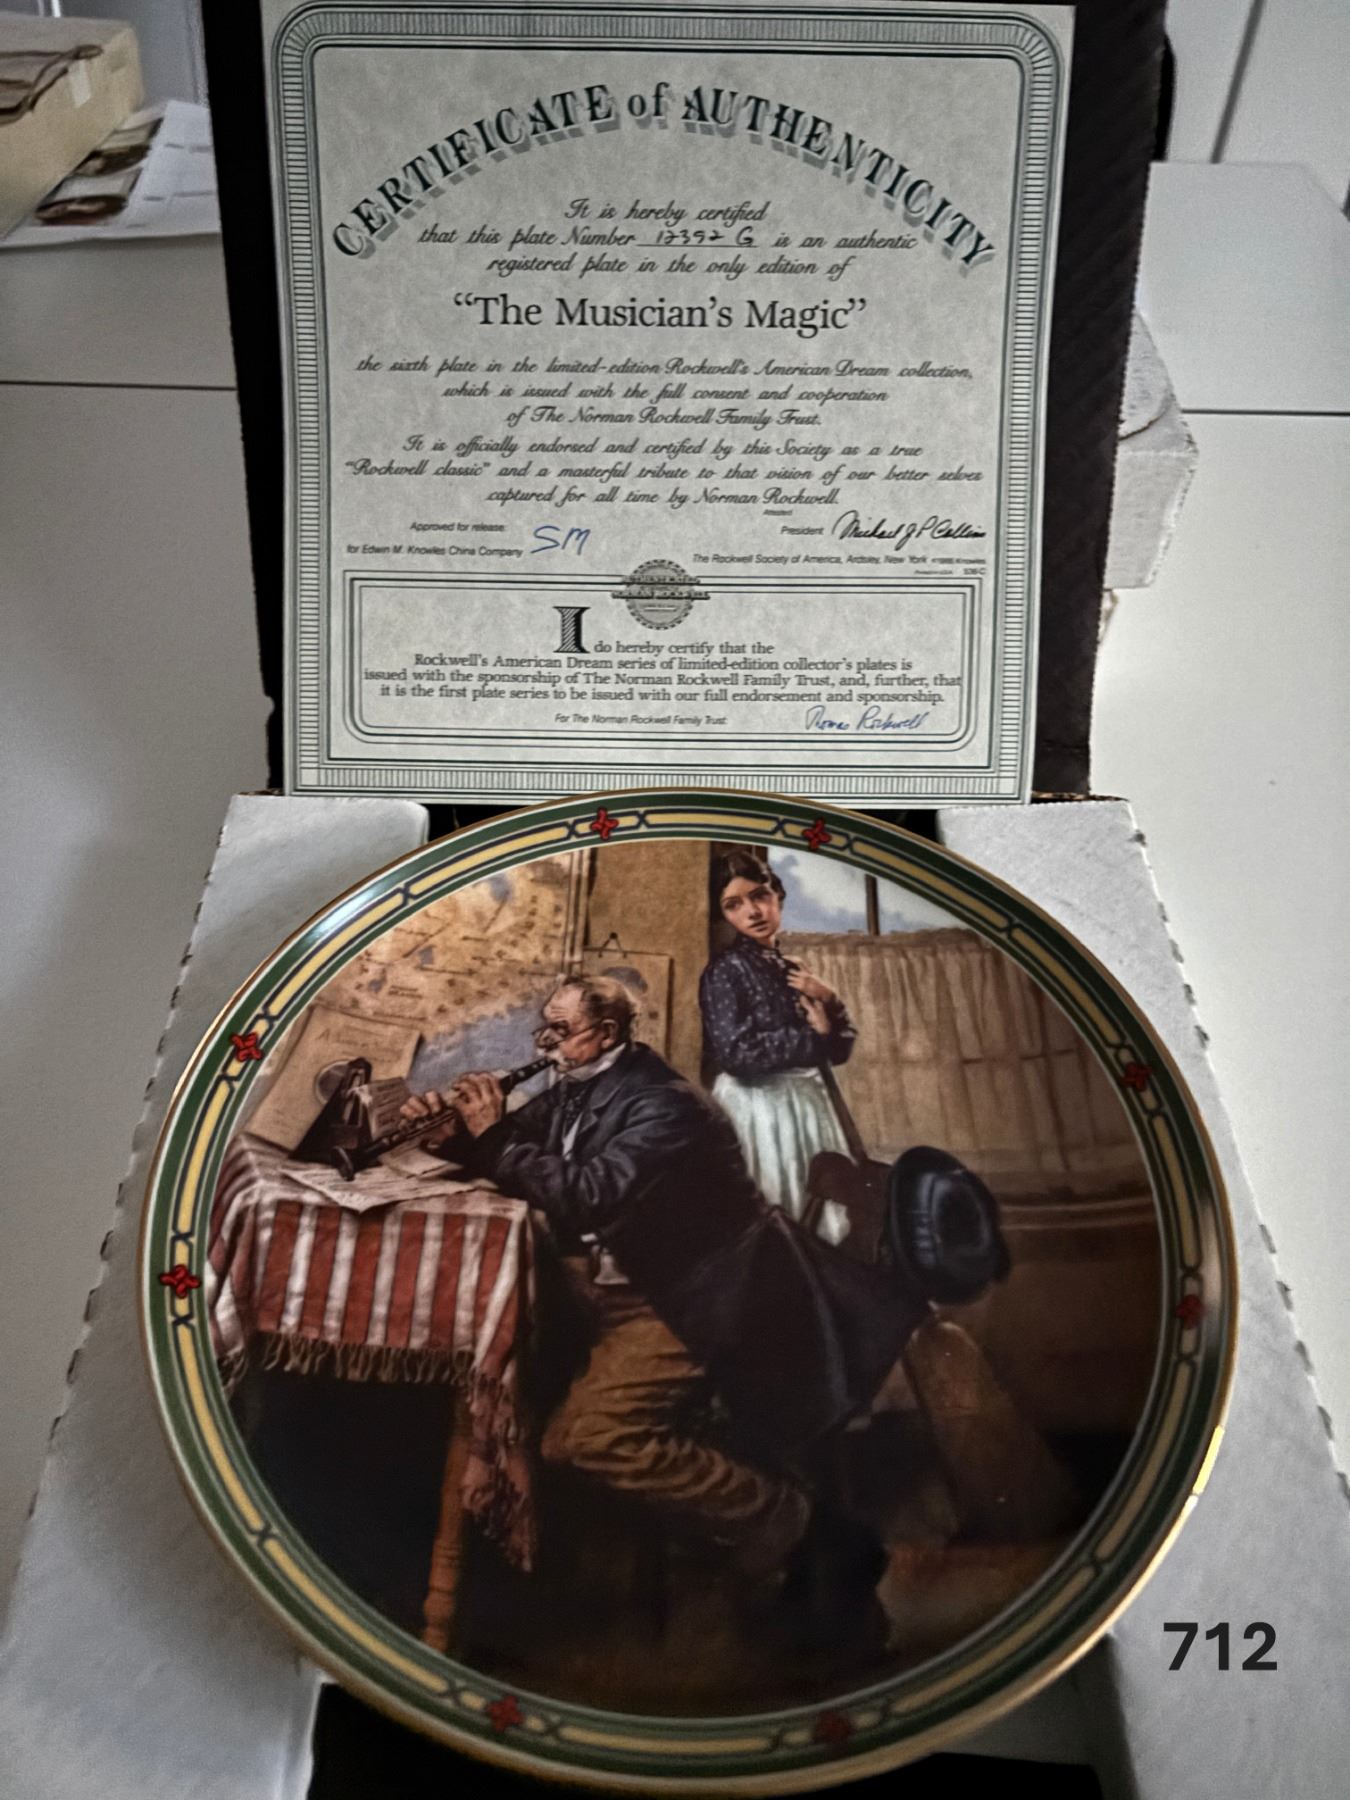 CERTIFICATE of AUTHENTICITY
It is hereby certified
that this plate Number 12392 G is an authentic
registered plate in the only edition of
“The Musician’s Magic”
the sixth plate in the limited-edition Rockwell's American Dream collection,
which is issued with the full consent and cooperation
of The Norman Rockwell Family Trust.
It is officially endorsed and certified by this Society as a true
"Rockwell classic" and a masterful tribute to that vision of our better selves
captured for all time by Norman Rockwell.
Attested
Approved for release:
for Edwin M. Knowles China Company SM
President Michael J P Collins
The Rockwell Society of America, Ardsley, New York
I do hereby certify that the
Rockwell's American Dream series of limited-edition collector's plates is
issued with the sponsorship of The Norman Rockwell Family Trust, and, further, that
it is the first plate series to be issued with our full endorsement and sponsorship.
For The Norman Rockwell Family Trust: Thomas Rockwell
712